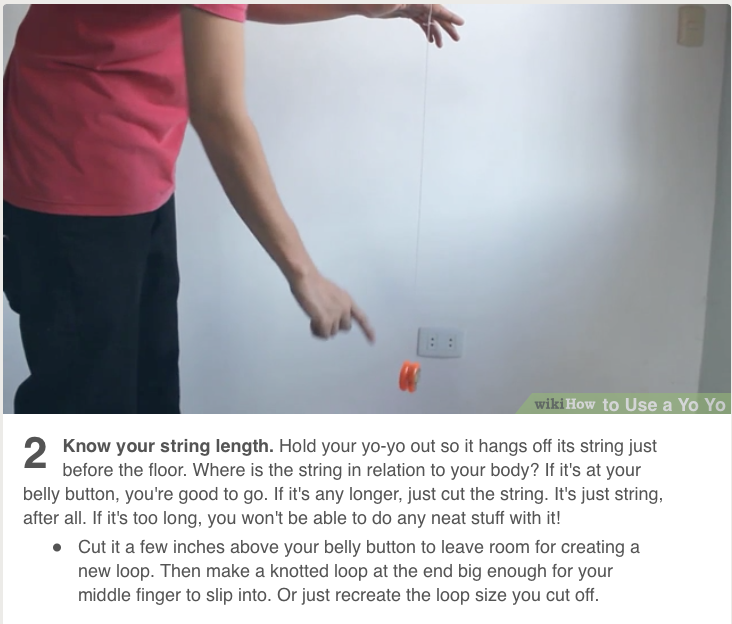 wikiHow to Use a Yo Yo
2 Know your string length. Hold your yo-yo out so it hangs off its string just
before the floor. Where is the string in relation to your body? If it's at your
belly button, you're good to go. If it's any longer, just cut the string. It's just string,
after all. If it's too long, you won't be able to do any neat stuff with it!
• Cut it a few inches above your belly button to leave room for creating a
new loop. Then make a knotted loop at the end big enough for your
middle finger to slip into. Or just recreate the loop size you cut off.